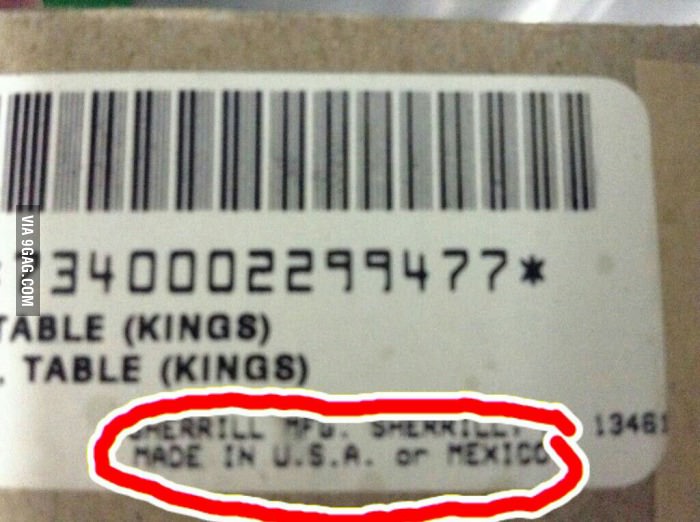 340002299477*
TABLE (KINGS)
. TABLE (KINGS)
SHERRILL MFG. SHERRILL, 13461
MADE IN U.S.A. or MEXICO
VIA 9GAG.COM